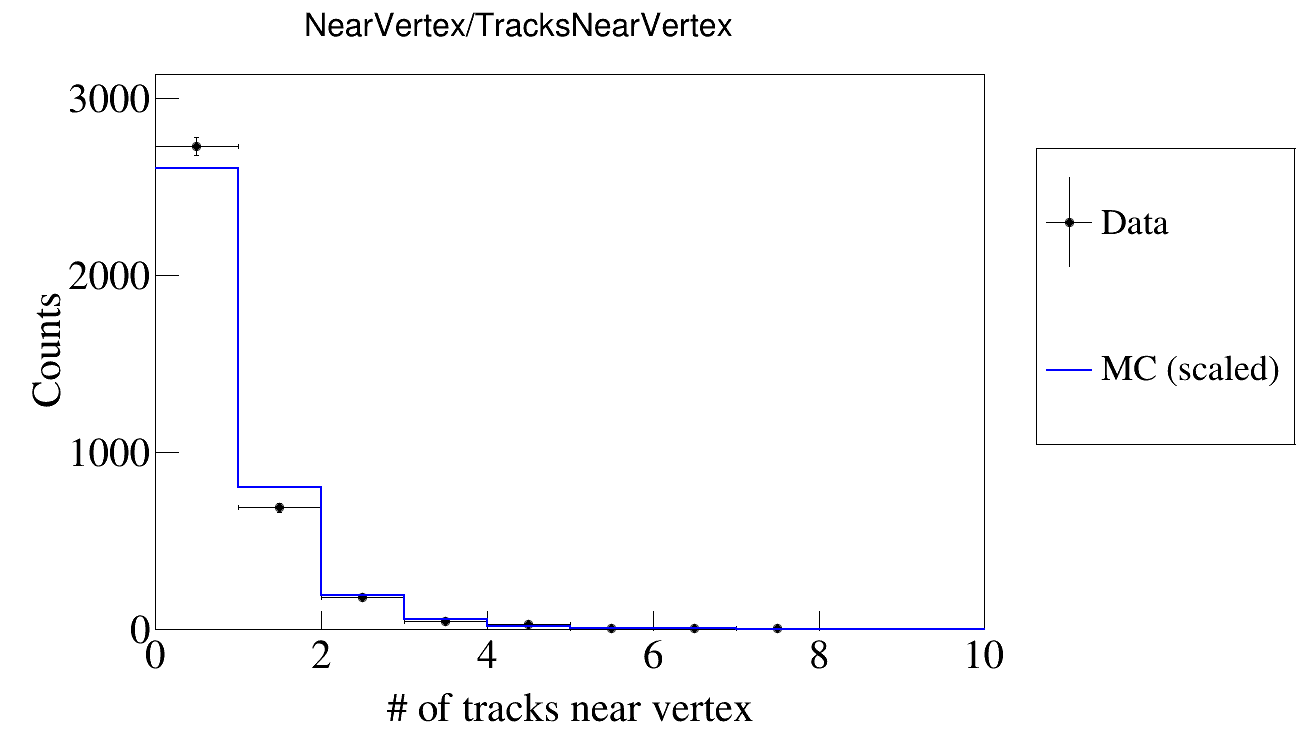 NearVertex/TracksNearVertex
3000
2000
1000
0
Counts
0 2 4 6 8 10
# of tracks near vertex
Data
MC (scaled)